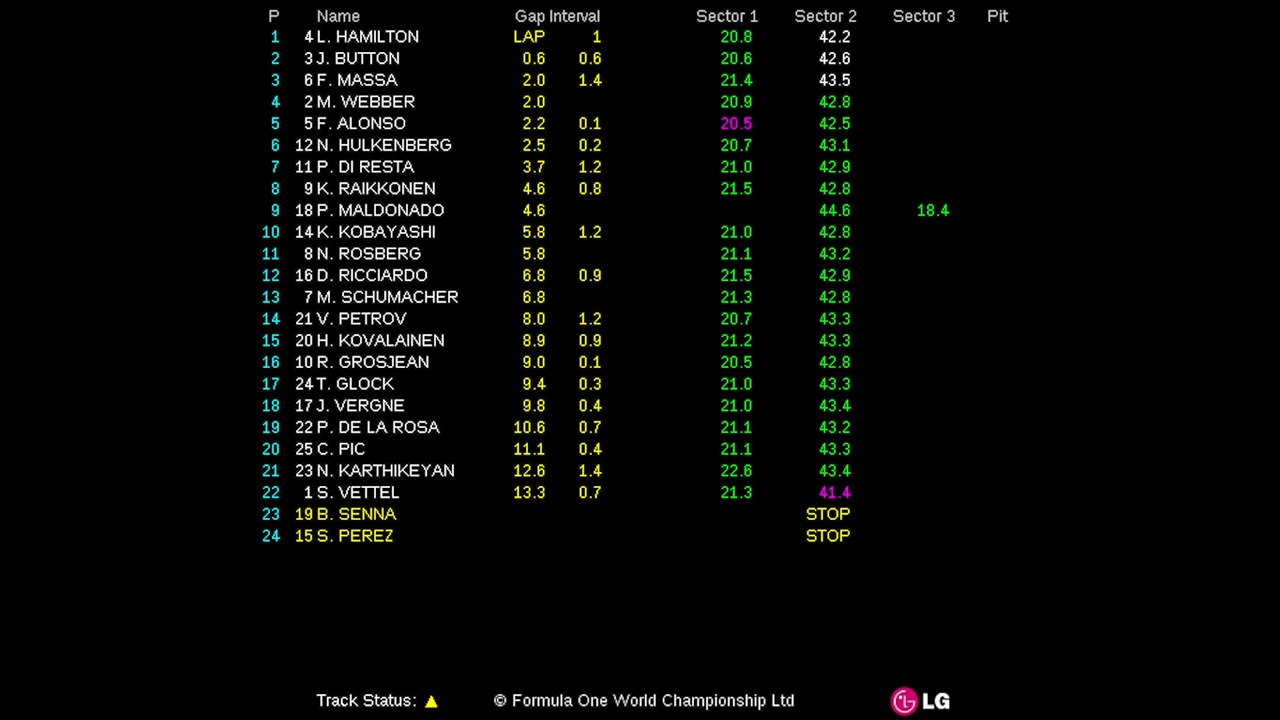 P Name Gap Interval Sector 1 Sector 2 Sector 3 Pit
1 4 L. HAMILTON LAP 1 20.8 42.2
2 3 J. BUTTON 0.6 0.6 20.6 42.6
3 6 F. MASSA 2.0 1.4 21.4 43.5
4 2 M. WEBBER 2.0 20.9 42.8
5 5 F. ALONSO 2.2 0.1 20.5 42.5
6 12 N. HULKENBERG 2.5 0.2 20.7 43.1
7 11 P. DI RESTA 3.7 1.2 21.0 42.9
8 9 K. RAIKKONEN 4.6 0.8 21.5 42.8
9 18 P. MALDONADO 4.6 44.6 18.4
10 14 K. KOBAYASHI 5.8 1.2 21.0 42.8
11 8 N. ROSBERG 5.8 21.1 43.2
12 16 D. RICCIARDO 6.8 0.9 21.5 42.9
13 7 M. SCHUMACHER 6.8 21.3 42.8
14 21 V. PETROV 8.0 1.2 20.7 43.3
15 20 H. KOVALAINEN 8.9 0.9 21.2 43.3
16 10 R. GROSJEAN 9.0 0.1 20.5 42.8
17 24 T. GLOCK 9.4 0.3 21.0 43.3
18 17 J. VERGNE 9.8 0.4 21.0 43.4
19 22 P. DE LA ROSA 10.6 0.7 21.1 43.2
20 25 C. PIC 11.1 0.4 21.1 43.3
21 23 N. KARTHIKEYAN 12.6 1.4 22.6 43.4
22 1 S. VETTEL 13.3 0.7 21.3 41.4
23 19 B. SENNA STOP
24 15 S. PEREZ STOP
Track Status: © Formula One World Championship Ltd LG